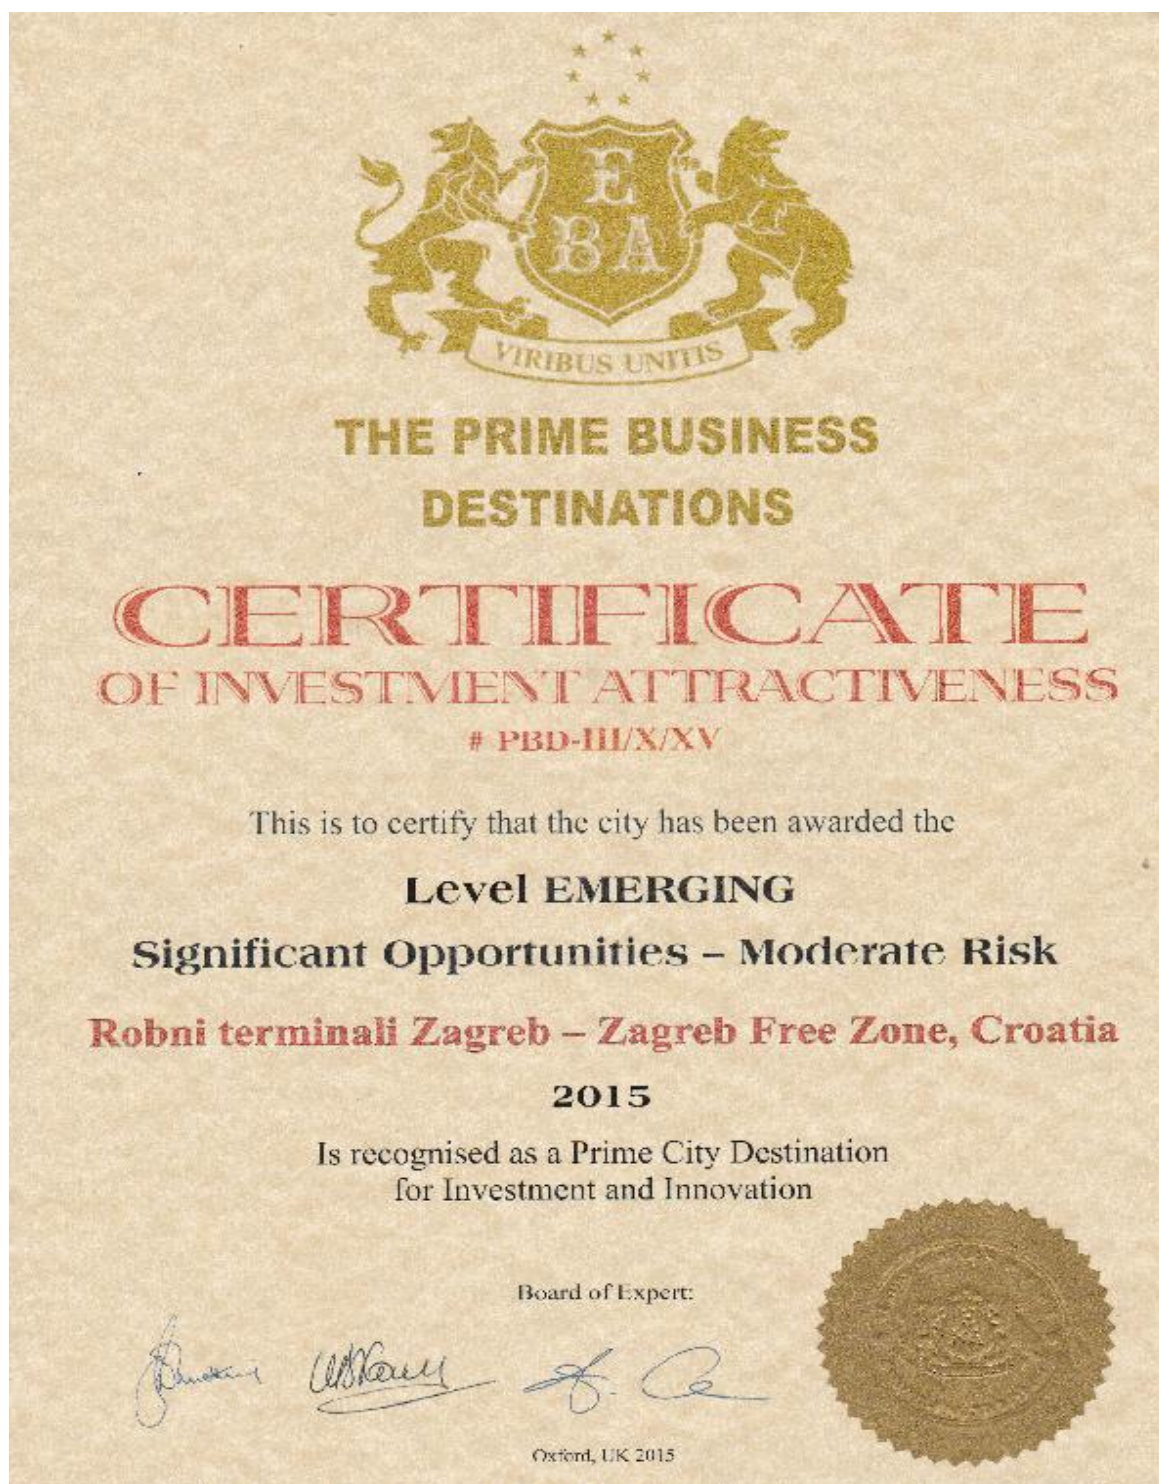 E
BA
VIRIBUS UNITIS
THE PRIME BUSINESS
DESTINATIONS
CERTIFICATE
OF INVESTMENT ATTRACTIVENESS
# PBD-III/X/XV
This is to certify that the city has been awarded the
Level EMERGING
Significant Opportunities – Moderate Risk
Robni terminali Zagreb – Zagreb Free Zone, Croatia
2015
Is recognised as a Prime City Destination
for Investment and Innovation
Board of Expert:
Oxford, UK 2015